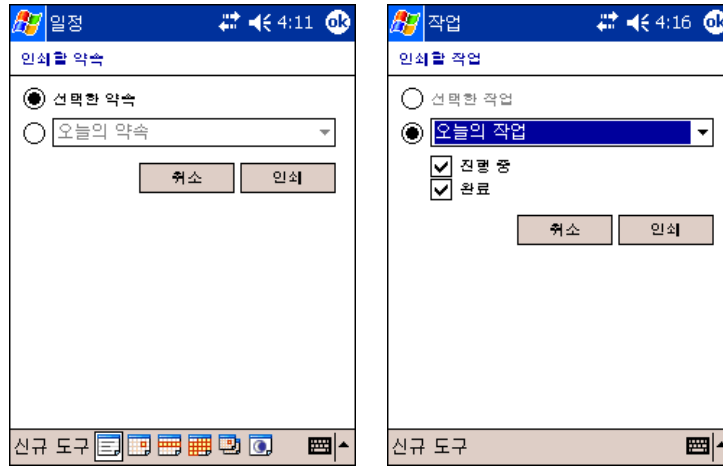 일정 4:11 ok
인쇄할 약속
선택한 약속
오늘의 약속
취소 인쇄
신규 도구
작업 4:16 ok
인쇄할 작업
선택한 작업
오늘의 작업
진행 중
완료
취소 인쇄
신규 도구